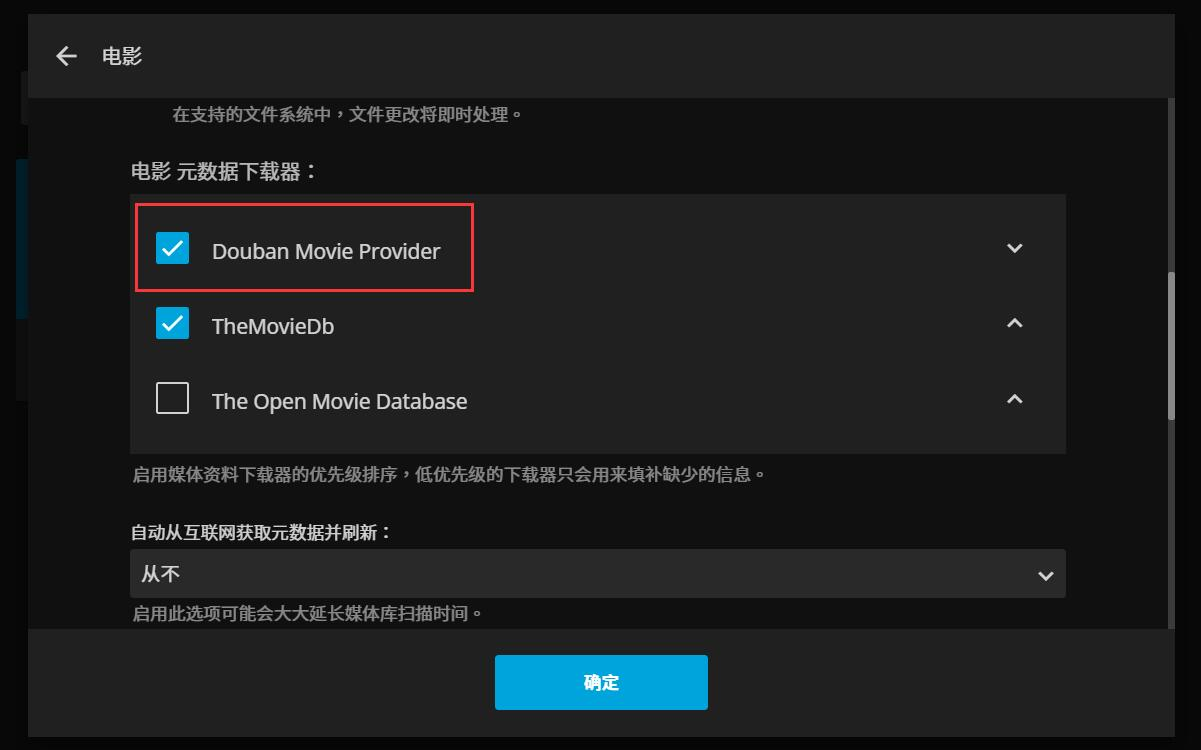 电影
在支持的文件系统中，文件更改将即时处理。
电影 元数据下载器：
Douban Movie Provider
TheMovieDb
The Open Movie Database
启用媒体资料下载器的优先级排序，低优先级的下载器只会用来填补缺少的信息。
自动从互联网获取元数据并刷新：
从不
启用此选项可能会大大延长媒体库扫描时间。
确定